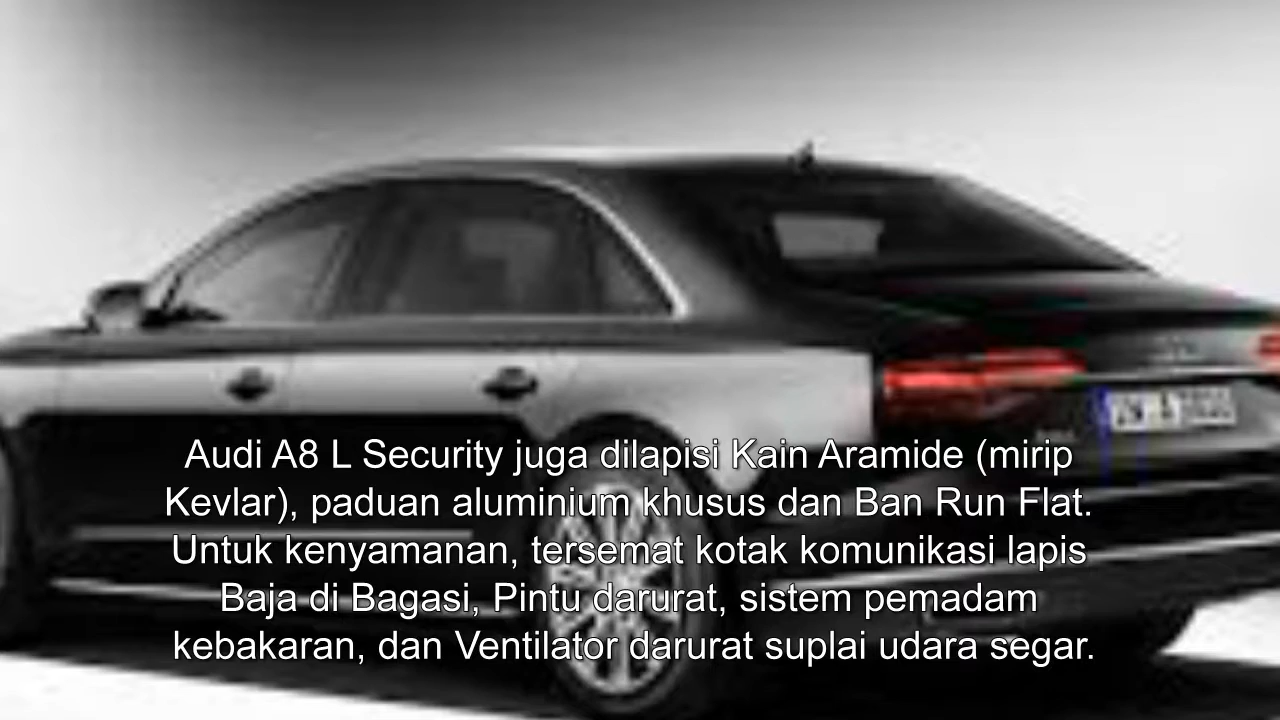 Audi A8 L Security juga dilapisi Kain Aramide (mirip
Kevlar), paduan aluminium khusus dan Ban Run Flat.
Untuk kenyamanan, tersemat kotak komunikasi lapis
Baja di Bagasi, Pintu darurat, sistem pemadam
kebakaran, dan Ventilator darurat suplai udara segar.